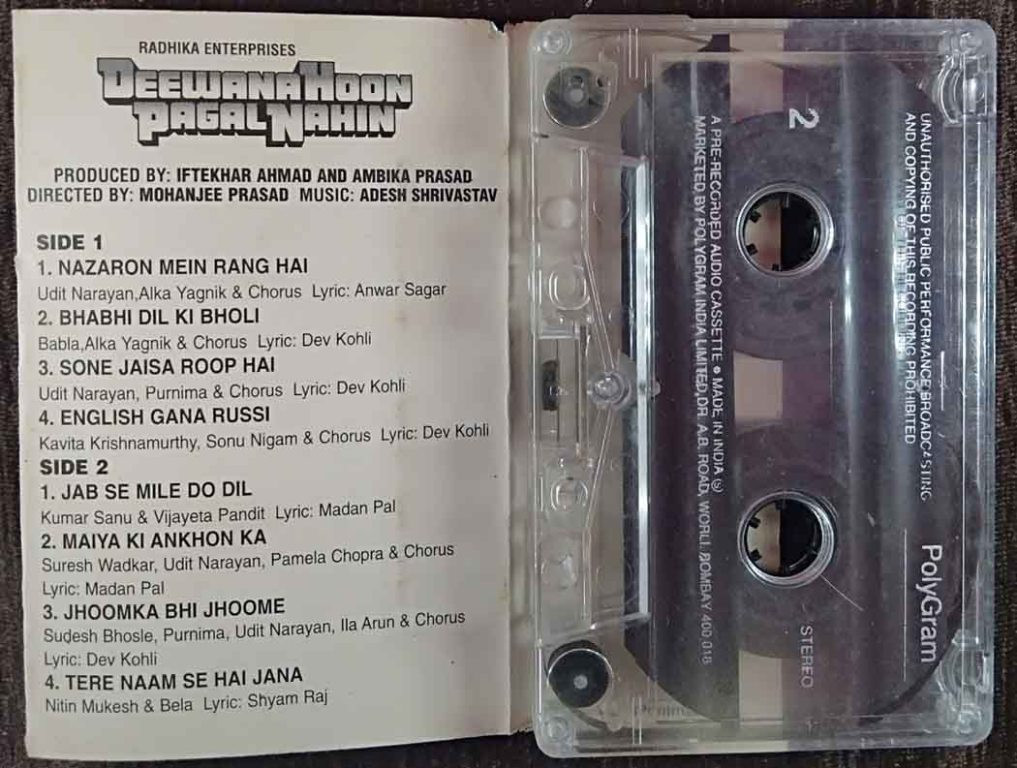 RADHIKA ENTERPRISES
DEEWANA HOON
PAGAL NAHIN
PRODUCED BY: IFTEKHAR AHMAD AND AMBIKA PRASAD
DIRECTED BY: MOHANJEE PRASAD MUSIC: ADESH SHRIVASTAV
SIDE 1
1. NAZARON MEIN RANG HAI
Udit Narayan,Alka Yagnik & Chorus Lyric: Anwar Sagar
2. BHABHI DIL KI BHOLI
Babla,Alka Yagnik & Chorus Lyric: Dev Kohli
3. SONE JAISA ROOP HAI
Udit Narayan, Purnima & Chorus Lyric: Dev Kohli
4. ENGLISH GANA RUSSI
Kavita Krishnamurthy, Sonu Nigam & Chorus Lyric: Dev Kohli
SIDE 2
1. JAB SE MILE DO DIL
Kumar Sanu & Vijayeta Pandit Lyric: Madan Pal
2. MAIYA KI ANKHON KA
Suresh Wadkar, Udit Narayan, Pamela Chopra & Chorus
Lyric: Madan Pal
3. JHOOMKA BHI JHOOME
Sudesh Bhosle, Purnima, Udit Narayan, Ila Arun & Chorus
Lyric: Dev Kohli
4. TERE NAAM SE HAI JANA
Nitin Mukesh & Bela Lyric: Shyam Raj
UNAUTHORISED PUBLIC PERFORMANCE BROADCASTING
AND COPYING OF THIS RECORDING PROHIBITED
PolyGram
2
STEREO
A PRE-RECORDED AUDIO CASSETTE • MADE IN INDIA
MARKETED BY POLYGRAM INDIA LIMITED,DR. A.B. ROAD, WORLI, BOMBAY 400 018